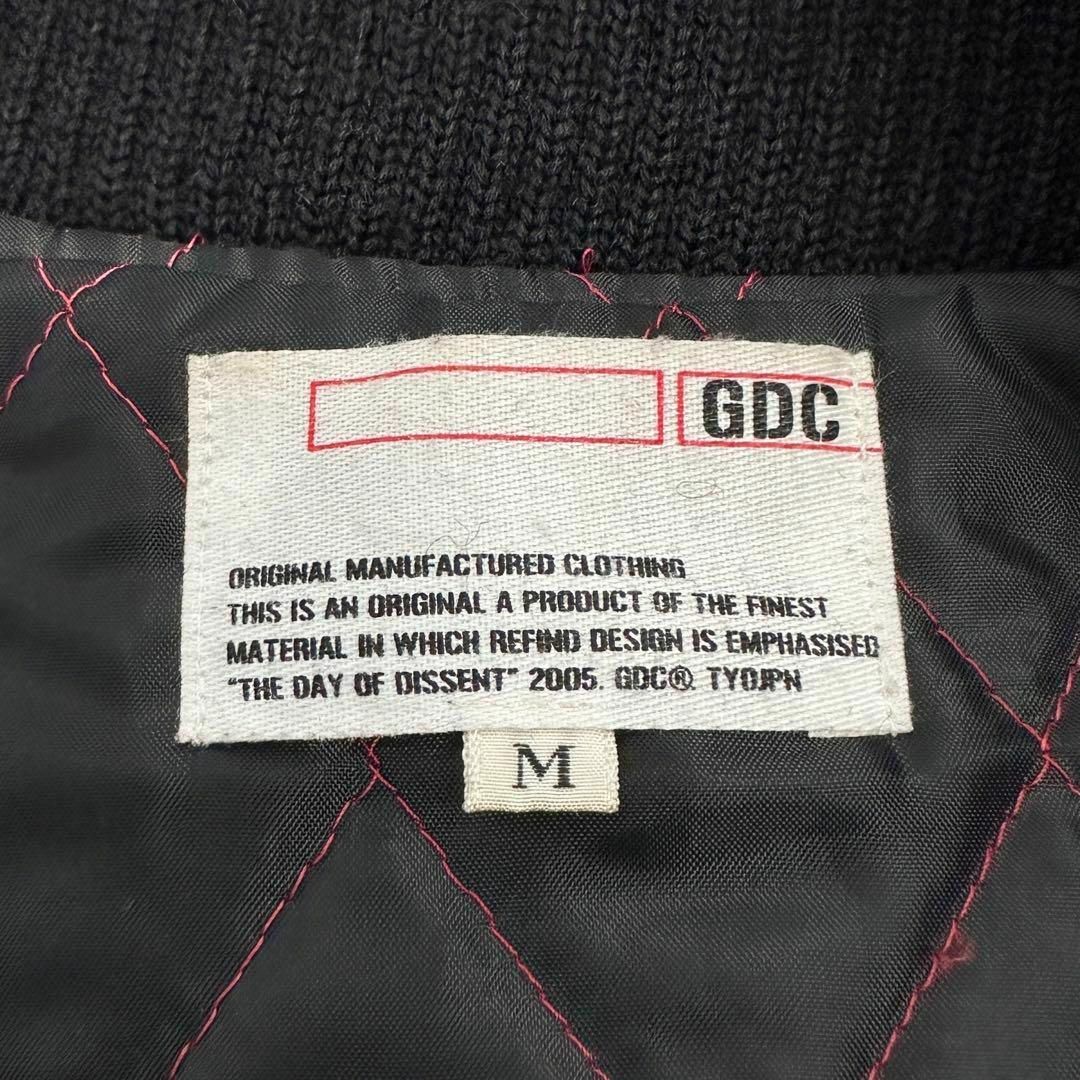 GDC
ORIGINAL MANUFACTURED CLOTHING
THIS IS AN ORIGINAL A PRODUCT OF THE FINEST
MATERIAL IN WHICH REFIND DESIGN IS EMPHASISED
"THE DAY OF DISSENT" 2005. GDC® TYOJPN
M